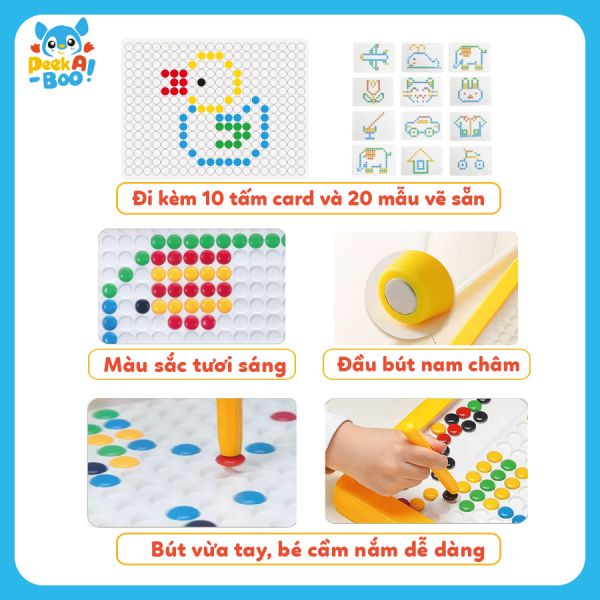 Peek A
-Boo!
Đi kèm 10 tấm card và 20 mẫu vẽ sẵn
Màu sắc tươi sáng
Đầu bút nam châm
Bút vừa tay, bé cầm nắm dễ dàng